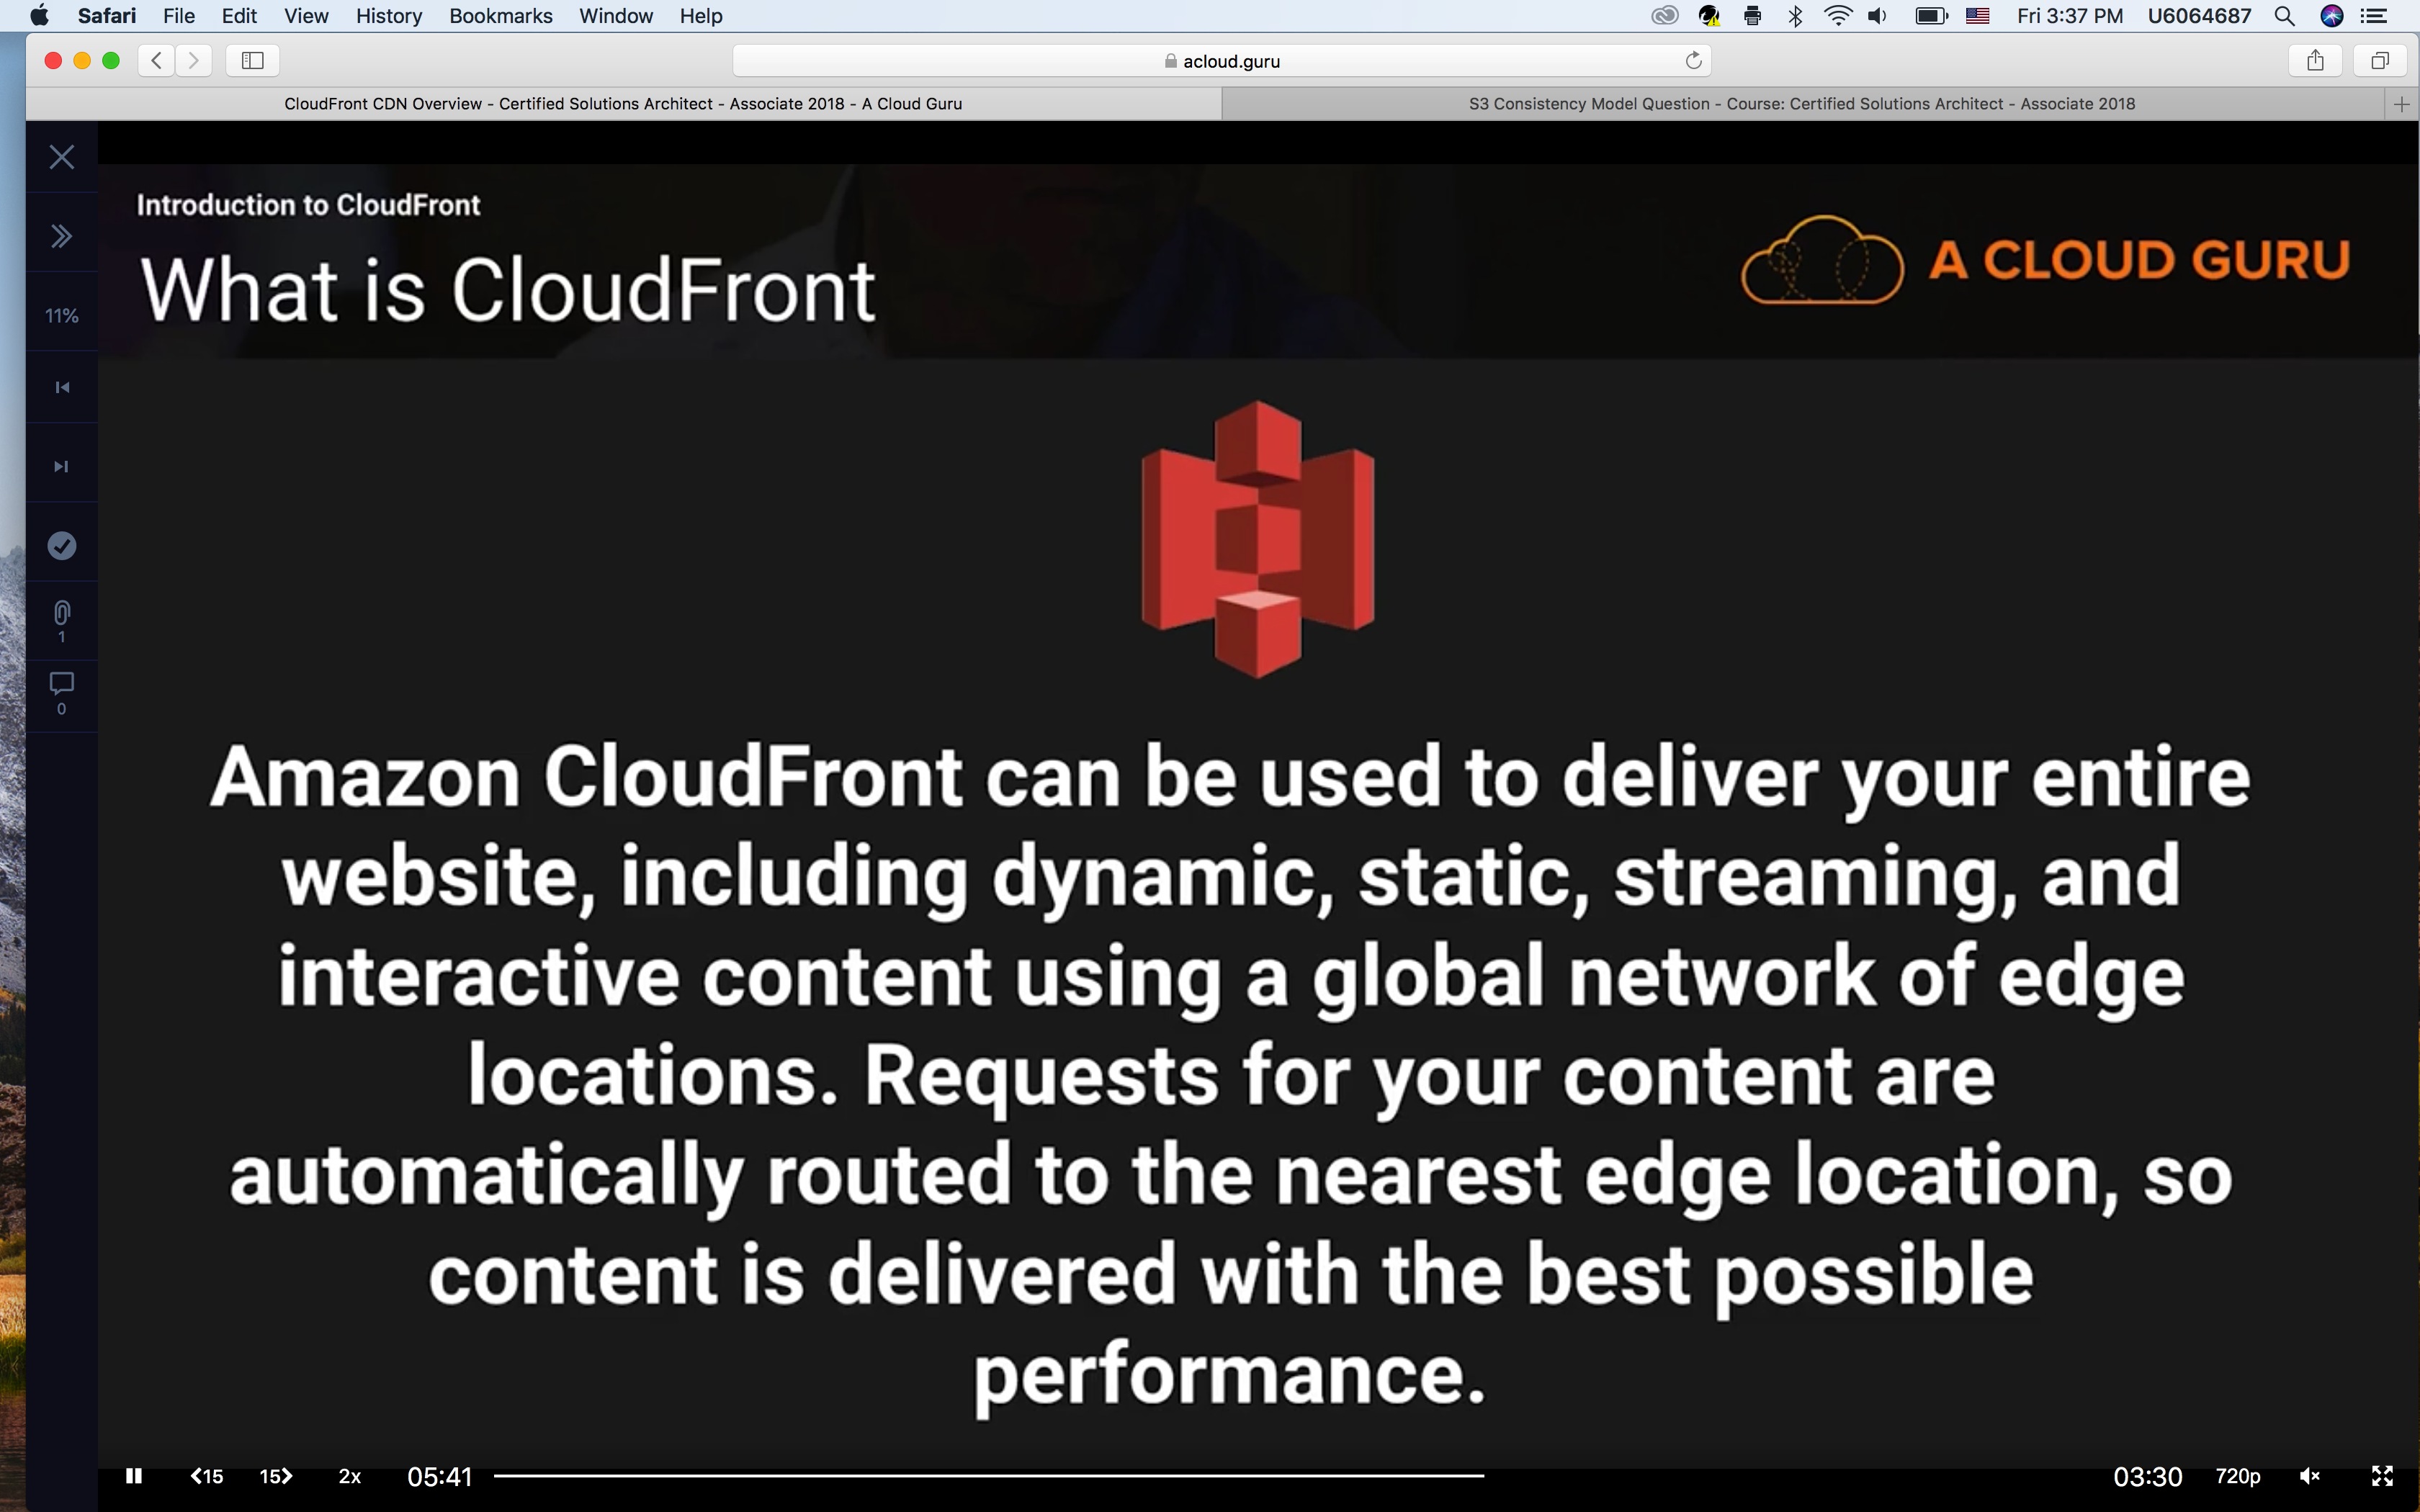 Safari File Edit View History Bookmarks Window Help Fri 3:37 PM U6064687
acloud.guru
CloudFront CDN Overview - Certified Solutions Architect - Associate 2018 - A Cloud Guru
S3 Consistency Model Question - Course: Certified Solutions Architect - Associate 2018
Introduction to CloudFront
What is CloudFront
A CLOUD GURU
11%
1
0
Amazon CloudFront can be used to deliver your entire
website, including dynamic, static, streaming, and
interactive content using a global network of edge
locations. Requests for your content are
automatically routed to the nearest edge location, so
content is delivered with the best possible
performance.
15 15 2x 05:41 03:30 720p